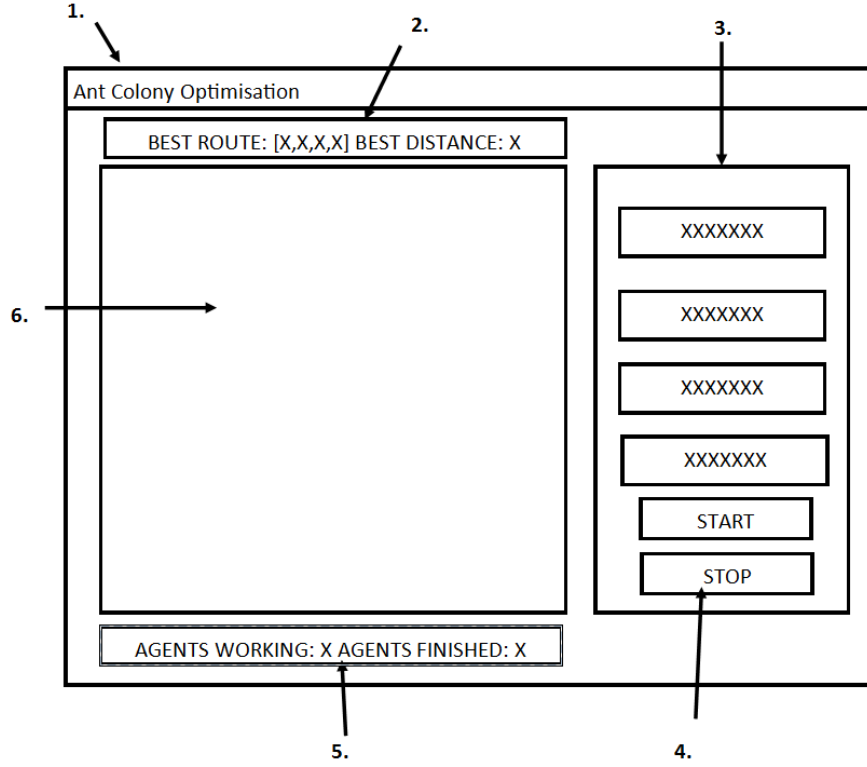 1.
2.
3.
Ant Colony Optimisation
BEST ROUTE: [X,X,X,X] BEST DISTANCE: X
XXXXXXX
6.
XXXXXXX
XXXXXXX
XXXXXXX
START
STOP
AGENTS WORKING: X AGENTS FINISHED: X
5.
4.